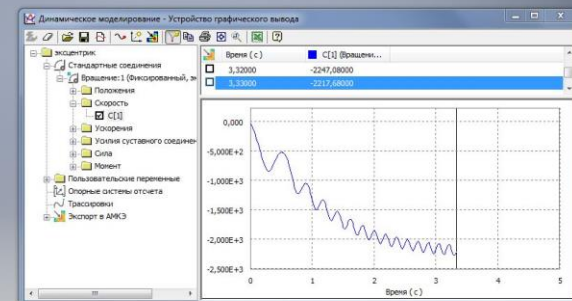 Динамическое моделирование - Устройство графического вывода
эксцентрик
Стандартные соединения
Вращение:1 (Фиксированный, эк
Положения
Скорость
C[1]
Ускорения
Усилия суставного соединен
Сила
Момент
Пользовательские переменные
Опорные системы отсчета
Трассировки
Экспорт в АМКЭ
Время ( с ) C[1] (Вращени...
3,32000 -2247,08000
3,33000 -2217,68000
0,000
-5,000E+2
-1,000E+3
-1,500E+3
-2,000E+3
-2,500E+3
0 1 2 3 4 5
Время ( с )